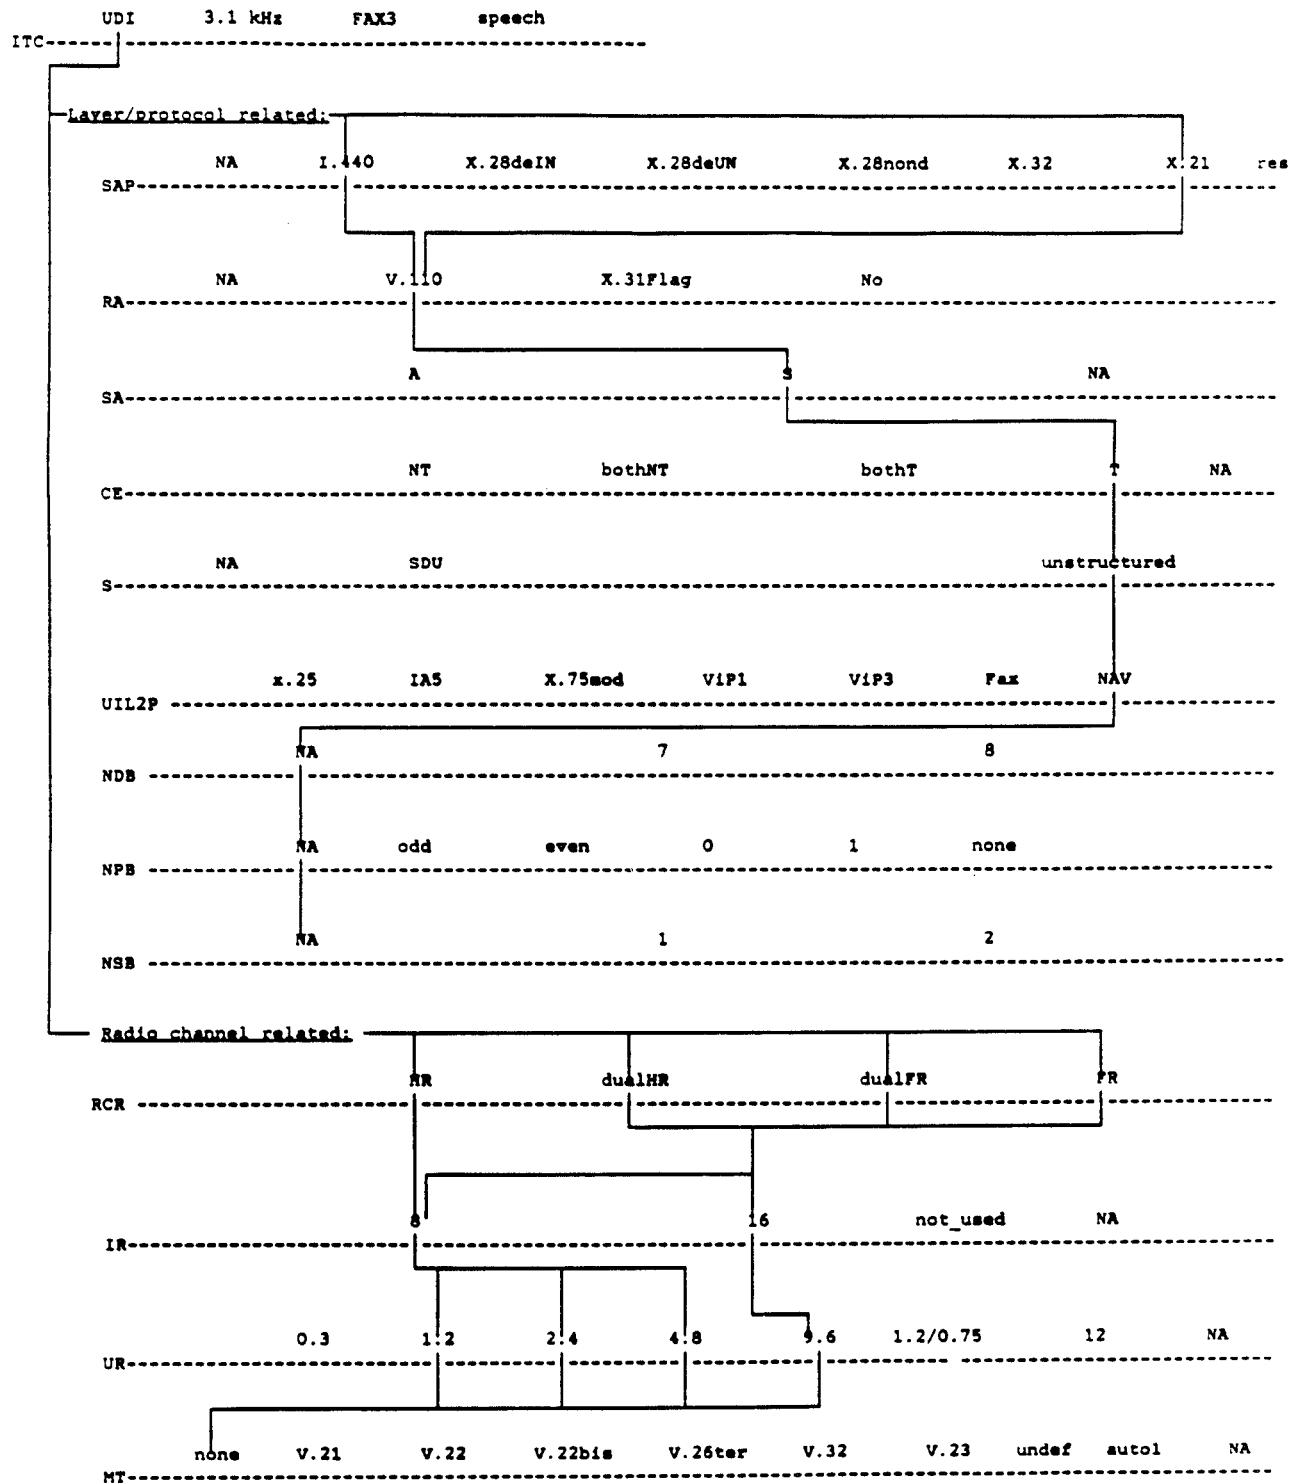 UDI 3.1 kHz FAX3 speech
ITC
Layer/protocol related:
NA I.440 X.28deIN X.28deUN X.28nond X.32 X.21 res
SAP
NA V.110 X.31Flag No
RA
A S NA
SA
NT bothNT bothT T NA
CE
NA SDU unstructured
S
x.25 IA5 X.75mod ViP1 ViP3 Fax NAV
UIL2P
NA 7 8
NDB
NA odd even 0 1 none
NPB
NA 1 2
NSB
Radio channel related:
HR dualHR dualFR FR
RCR
8 16 not_used NA
IR
0.3 1.2 2.4 4.8 9.6 1.2/0.75 12 NA
UR
none V.21 V.22 V.22bis V.26ter V.32 V.23 undef auto1 NA
MT